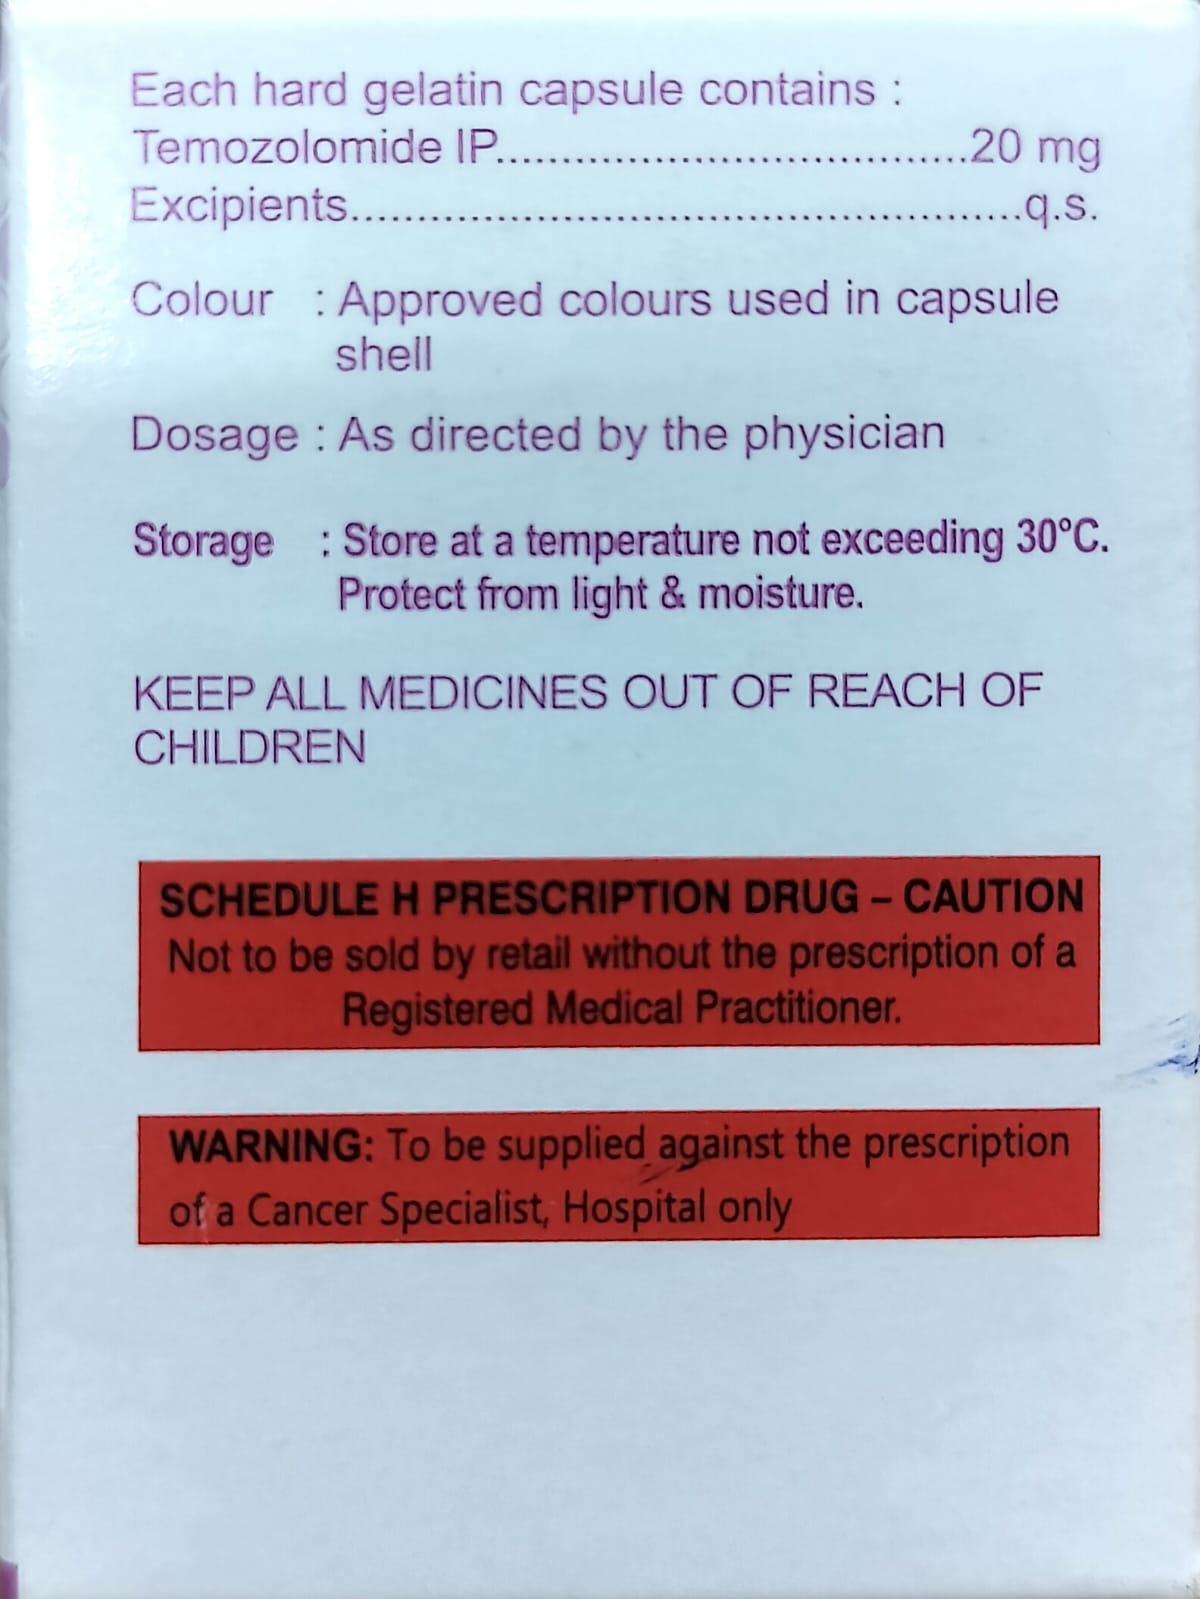 Each hard gelatin capsule contains :
Temozolomide IP....................................20 mg
Excipients...................................................q.s.
Colour : Approved colours used in capsule
shell
Dosage : As directed by the physician
Storage : Store at a temperature not exceeding 30°C.
Protect from light & moisture.
KEEP ALL MEDICINES OUT OF REACH OF
CHILDREN
SCHEDULE H PRESCRIPTION DRUG – CAUTION
Not to be sold by retail without the prescription of a
Registered Medical Practitioner.
WARNING: To be supplied against the prescription
of a Cancer Specialist, Hospital only